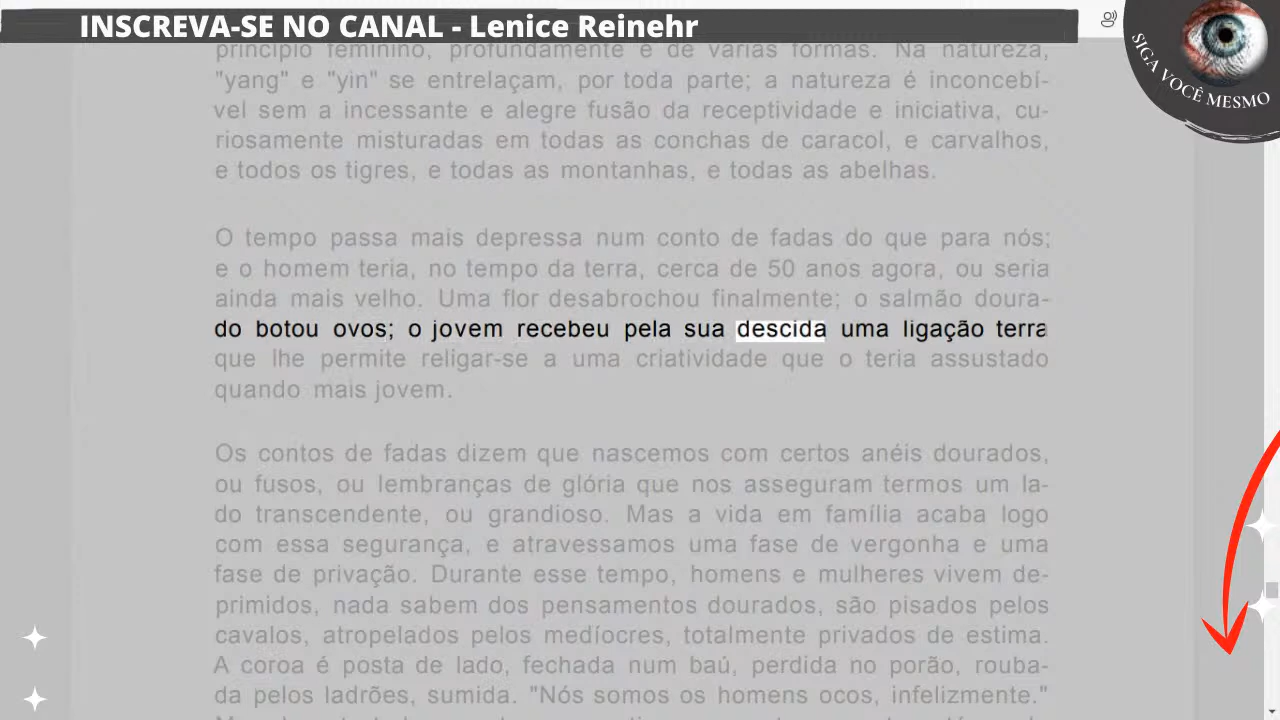 INSCREVA-SE NO CANAL - Lenice Reinehr
SIGA VOCÊ MESMO
princípio feminino, profundamente e de várias formas. Na natureza,
"yang" e "yin" se entrelaçam, por toda parte; a natureza é inconcebí-
vel sem a incessante e alegre fusão da receptividade e iniciativa, cu-
riosamente misturadas em todas as conchas de caracol, e carvalhos,
e todos os tigres, e todas as montanhas, e todas as abelhas.
O tempo passa mais depressa num conto de fadas do que para nós;
e o homem teria, no tempo da terra, cerca de 50 anos agora, ou seria
ainda mais velho. Uma flor desabrochou finalmente; o salmão doura-
do botou ovos; o jovem recebeu pela sua descida uma ligação terra
que lhe permite religar-se a uma criatividade que o teria assustado
quando mais jovem.
Os contos de fadas dizem que nascemos com certos anéis dourados,
ou fusos, ou lembranças de glória que nos asseguram termos um la-
do transcendente, ou grandioso. Mas a vida em família acaba logo
com essa segurança, e atravessamos uma fase de vergonha e uma
fase de privação. Durante esse tempo, homens e mulheres vivem de-
primidos, nada sabem dos pensamentos dourados, são pisados pelos
cavalos, atropelados pelos medíocres, totalmente privados de estima.
A coroa é posta de lado, fechada num baú, perdida no porão, rouba-
da pelos ladrões, sumida. "Nós somos os homens ocos, infelizmente."